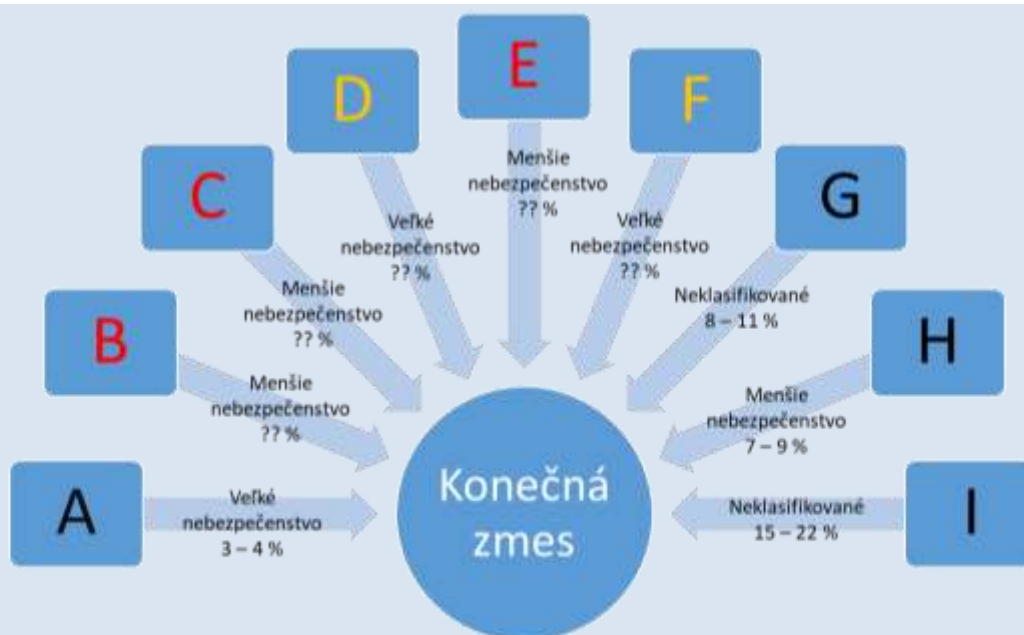 A
Veľké
nebezpečenstvo
3 – 4 %
B
Menšie
nebezpečenstvo
?? %
C
Menšie
nebezpečenstvo
?? %
D
Veľké
nebezpečenstvo
?? %
E
Menšie
nebezpečenstvo
?? %
F
Veľké
nebezpečenstvo
?? %
G
Neklasifikované
8 – 11 %
H
Menšie
nebezpečenstvo
7 – 9 %
I
Neklasifikované
15 – 22 %
Konečná
zmes